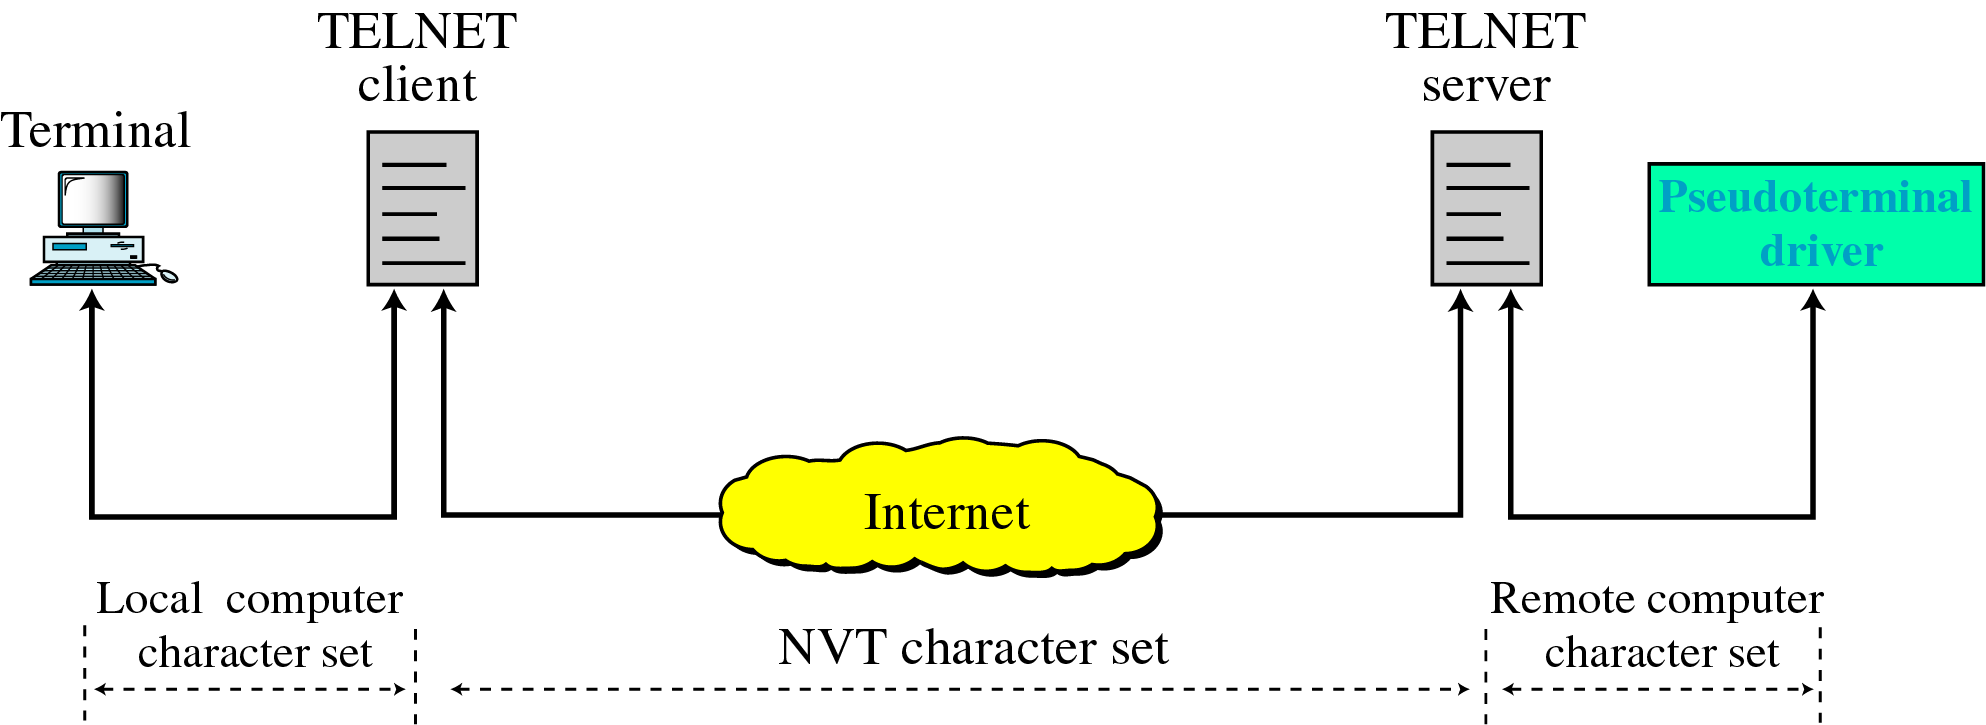 TELNET
client
TELNET
server
Terminal
Pseudoterminal
driver
Internet
Local computer
character set
NVT character set
Remote computer
character set